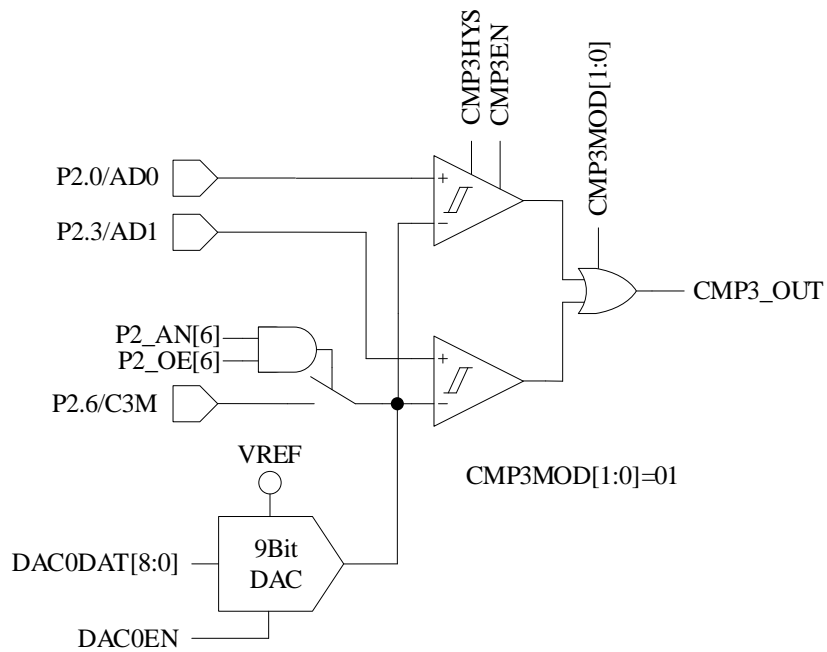 CMP3HYS
CMP3EN
CMP3MOD[1:0]
P2.0/AD0
+
−
P2.3/AD1
CMP3_OUT
P2_AN[6]
P2_OE[6]
+
P2.6/C3M
−
VREF
CMP3MOD[1:0]=01
DAC0DAT[8:0]
9Bit
DAC
DAC0EN